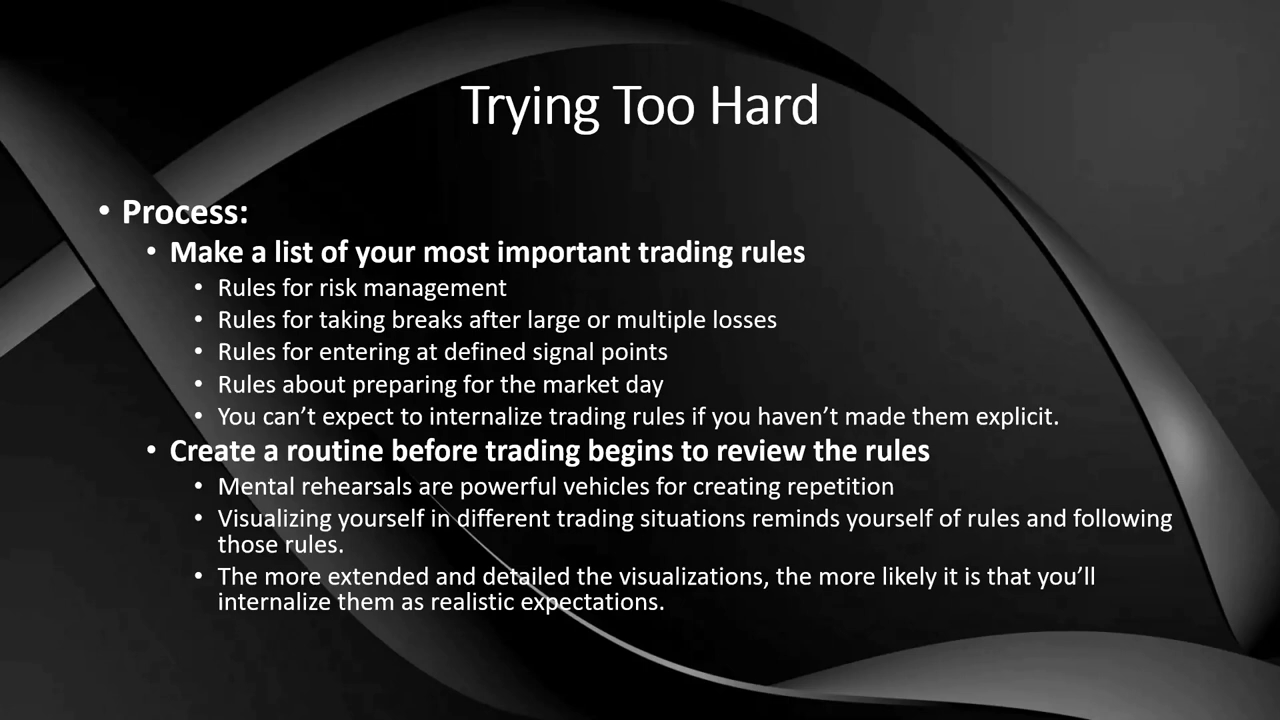 Trying Too Hard
• Process:
• Make a list of your most important trading rules
• Rules for risk management
• Rules for taking breaks after large or multiple losses
• Rules for entering at defined signal points
• Rules about preparing for the market day
• You can’t expect to internalize trading rules if you haven’t made them explicit.
• Create a routine before trading begins to review the rules
• Mental rehearsals are powerful vehicles for creating repetition
• Visualizing yourself in different trading situations reminds yourself of rules and following
those rules.
• The more extended and detailed the visualizations, the more likely it is that you’ll
internalize them as realistic expectations.